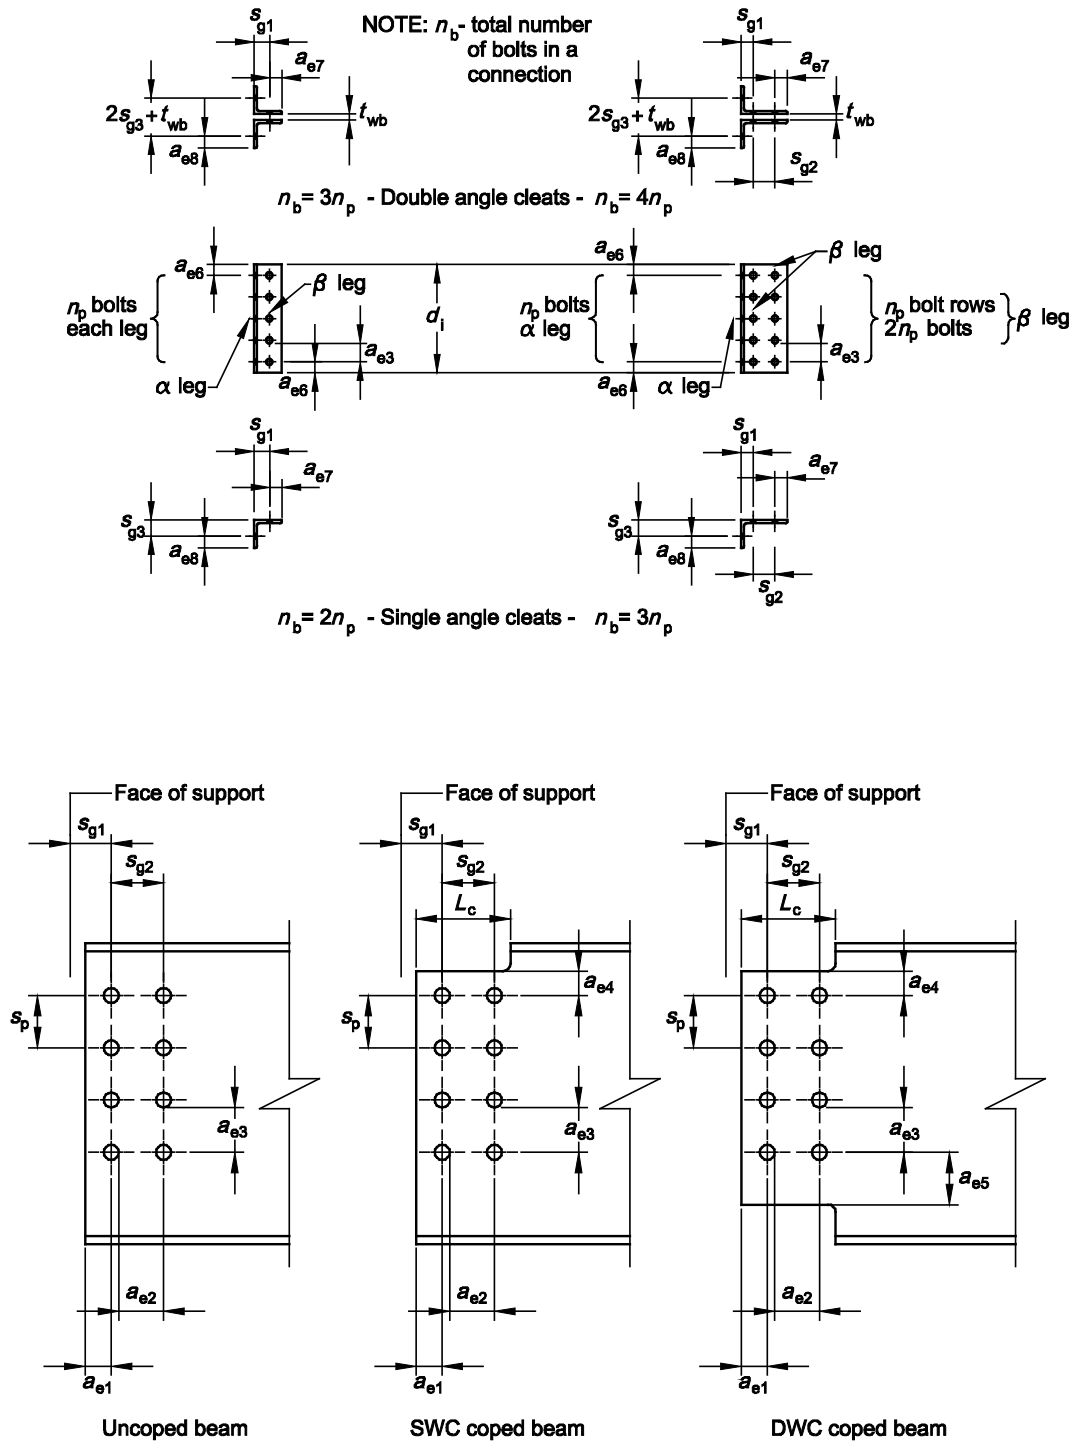 s_g1
NOTE: n_b - total number
of bolts in a
connection
s_g1
a_e7
a_e7
2s_g3 + t_wb
t_wb
2s_g3 + t_wb
t_wb
a_e8
a_e8
s_g2
n_b = 3n_p - Double angle cleats - n_b = 4n_p
a_e6
n_p bolts
each leg
β leg
α leg
a_e3
a_e6
d_i
a_e6
n_p bolts
α leg
a_e6
α leg
β leg
n_p bolt rows
2n_p bolts
β leg
a_e3
s_g1
s_g1
a_e7
a_e7
s_g3
s_g3
a_e8
a_e8
s_g2
n_b = 2n_p - Single angle cleats - n_b = 3n_p
Face of support
s_g1
s_g2
s_p
a_e3
a_e2
a_e1
Uncoped beam
Face of support
s_g1
s_g2
L_c
a_e4
s_p
a_e3
a_e2
a_e1
SWC coped beam
Face of support
s_g1
s_g2
L_c
a_e4
s_p
a_e3
a_e5
a_e2
a_e1
DWC coped beam